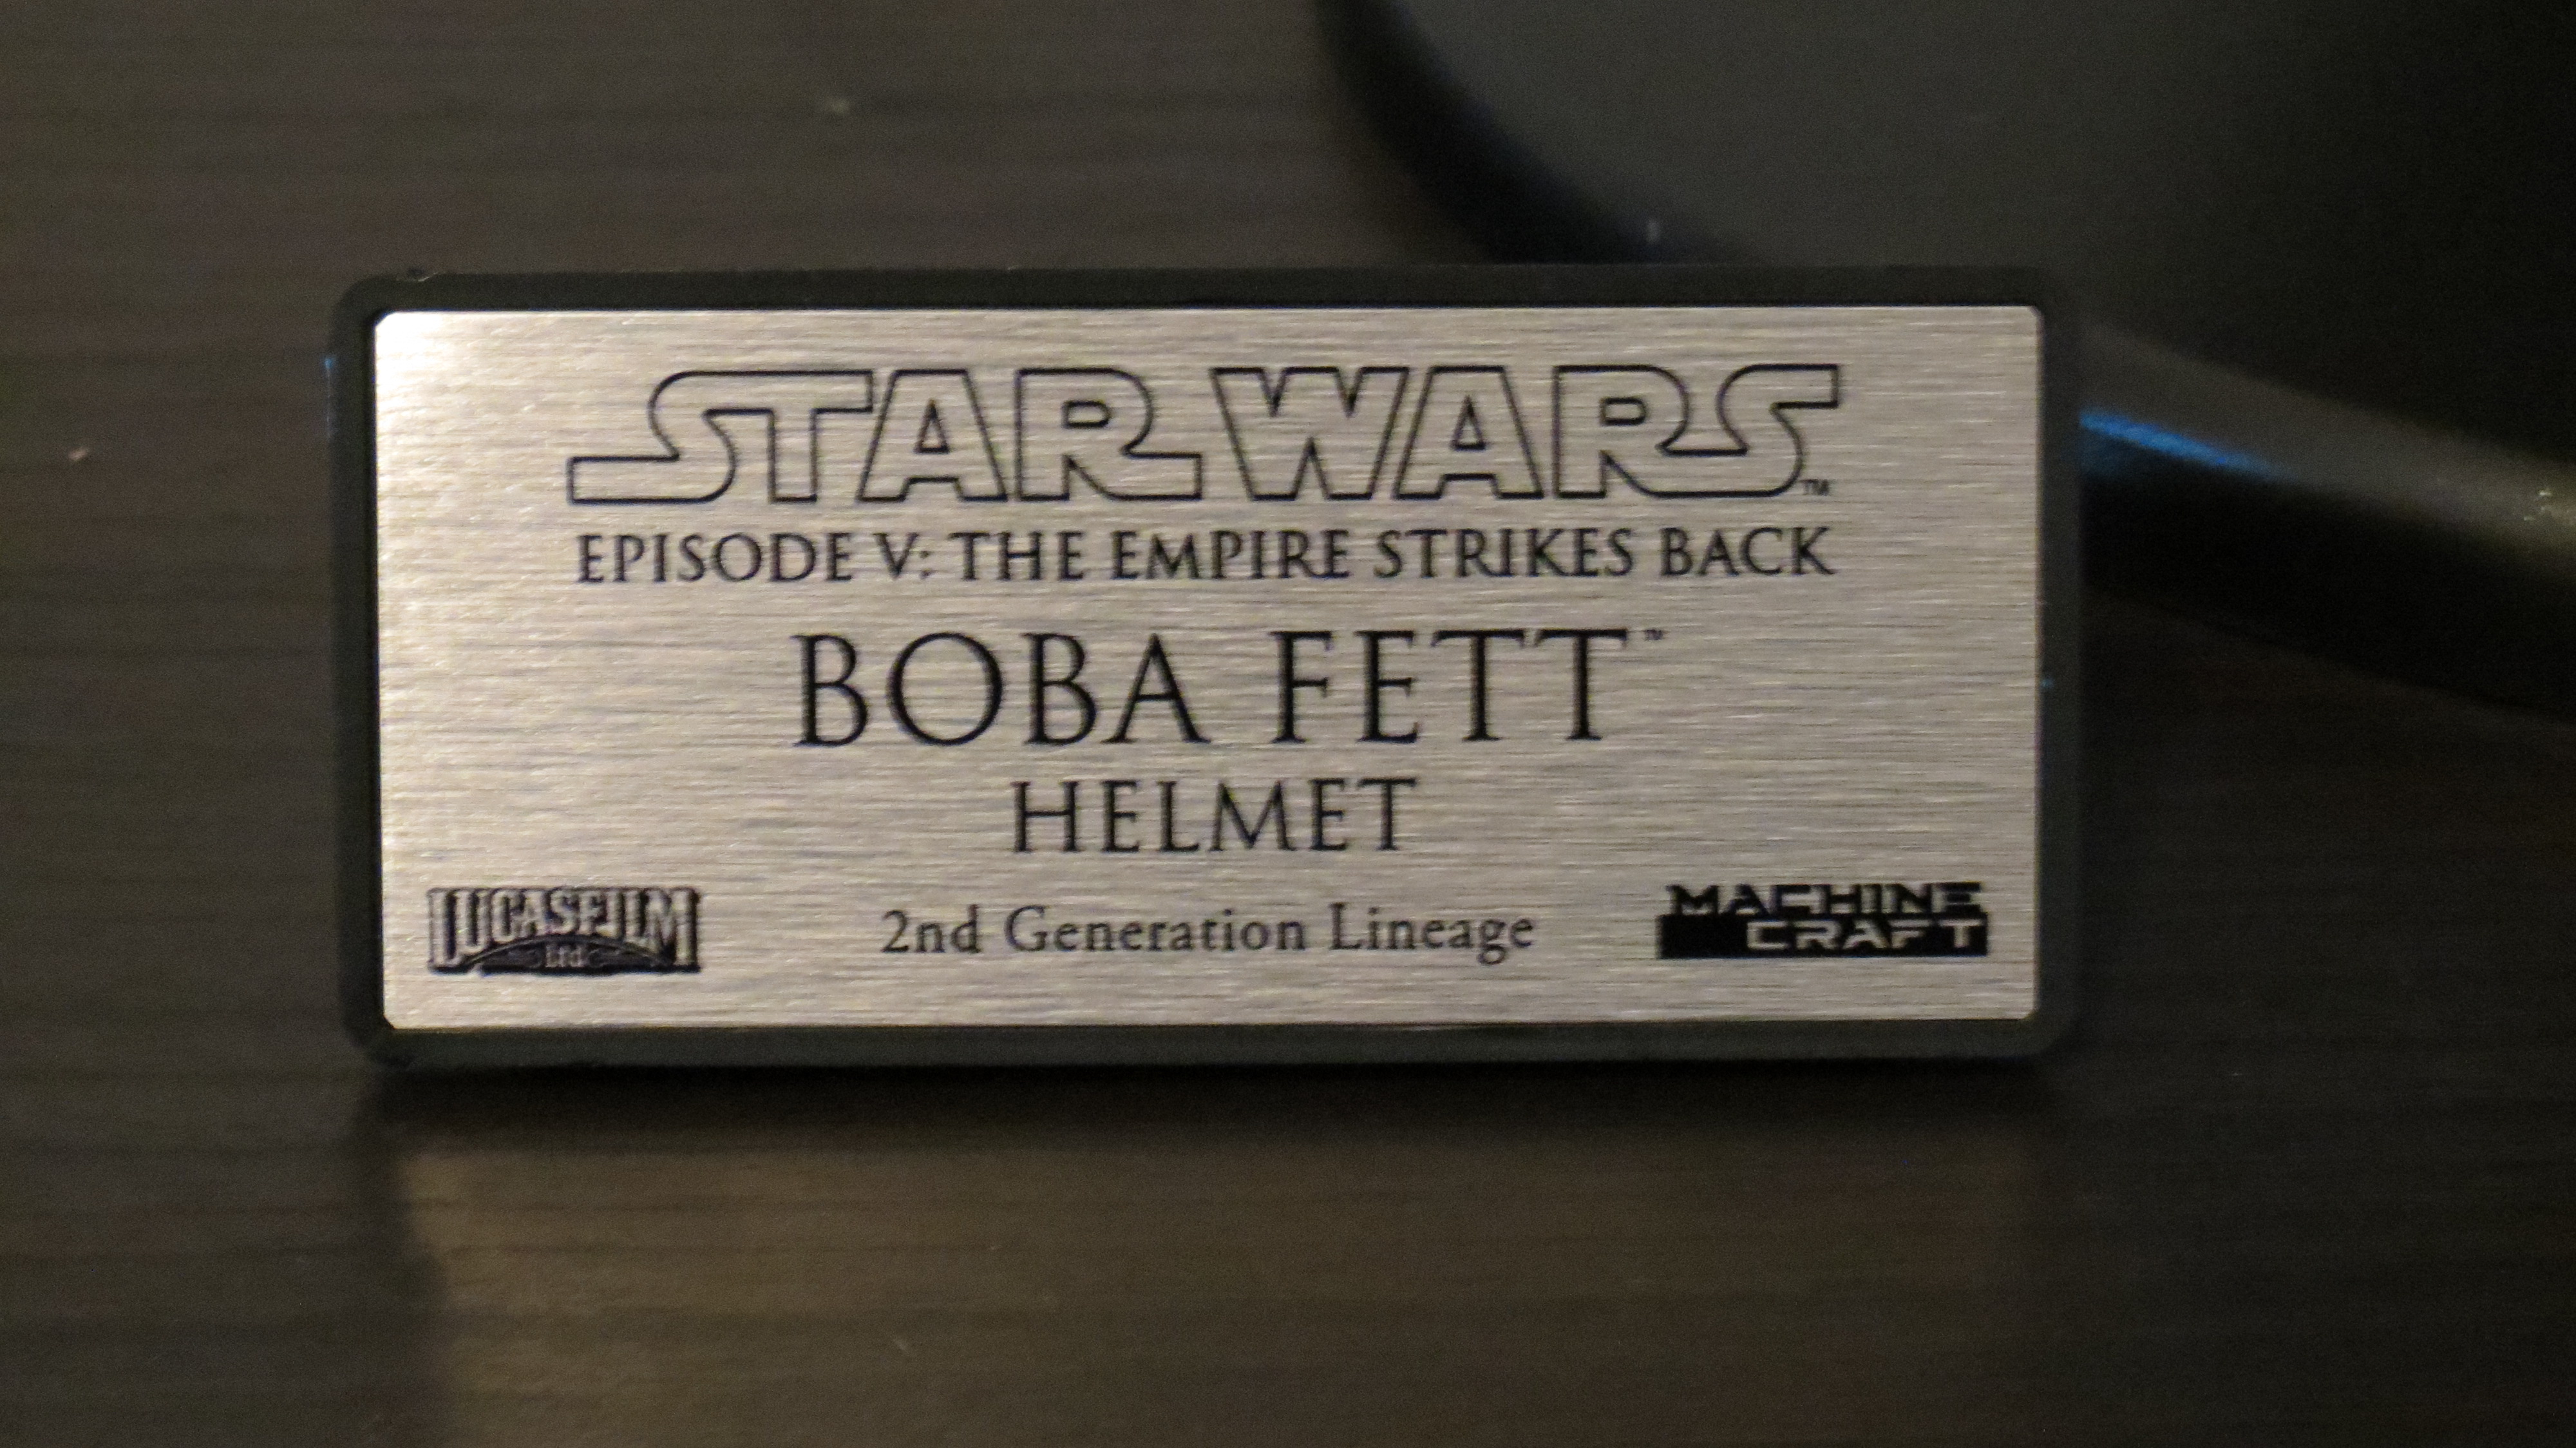 STAR WARS™
EPISODE V: THE EMPIRE STRIKES BACK
BOBA FETT™
HELMET
LUCASFILM
Ltd
2nd Generation Lineage
MACHINE
CRAFT